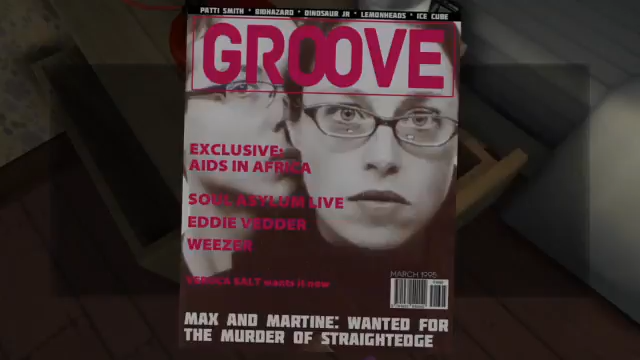 PATTI SMITH * BIOHAZARD * DINOSAUR JR * LEMONHEADS * ICE CUBE
GROOVE
EXCLUSIVE:
AIDS IN AFRICA
SOUL ASYLUM LIVE
EDDIE VEDDER
WEEZER
VERUCA SALT wants it now
MARCH 1995
MAX AND MARTINE: WANTED FOR
THE MURDER OF STRAIGHTEDGE